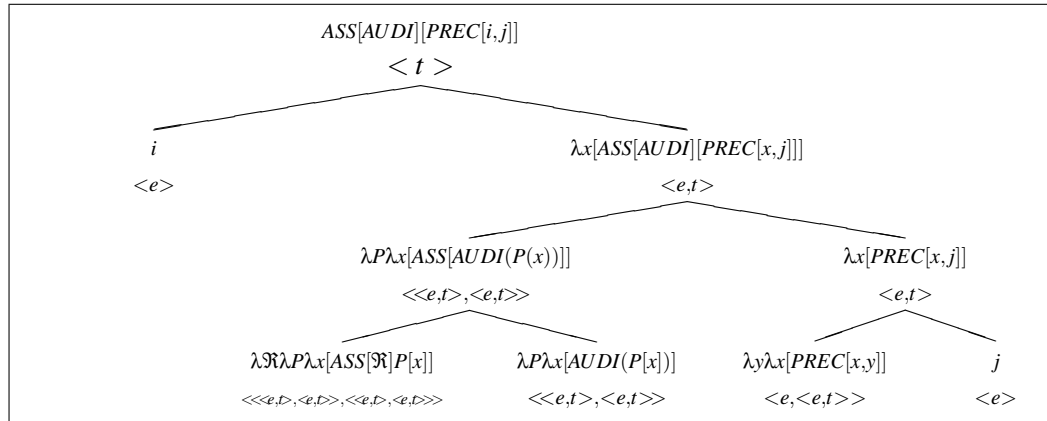 ASS[AUDI][PREC[i,j]]
<t>
i λx[ASS[AUDI][PREC[x,j]]]
<e> <e,t>
λPλx[ASS[AUDI(P(x))]] λx[PREC[x,j]]
<<e,t>,<e,t>> <e,t>
λℜλPλx[ASS[ℜ]P[x]] λPλx[AUDI(P[x])] λyλx[PREC[x,y]] j
<<<e,t>,<e,t>>,<<e,t>,<e,t>>> <<e,t>,<e,t>> <e,<e,t>> <e>